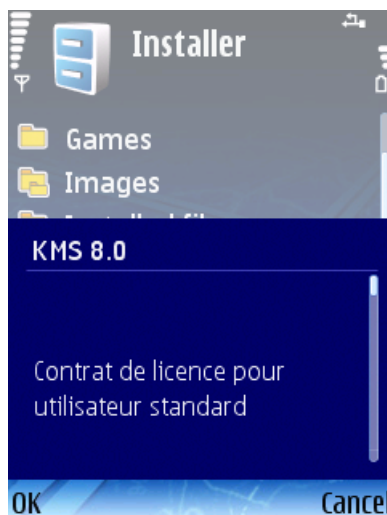 Installer
Games
Images
KMS 8.0
Contrat de licence pour
utilisateur standard
OK
Cancel